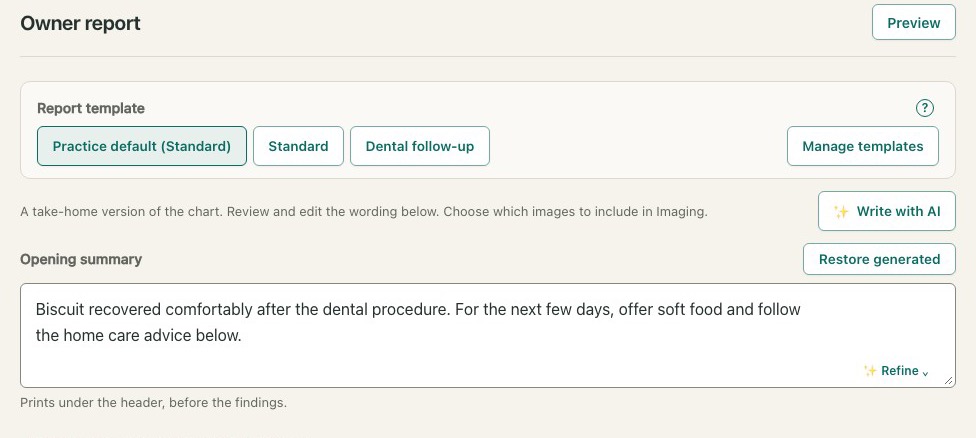 Owner report
Preview
Report template
?
Practice default (Standard)
Standard
Dental follow-up
Manage templates
A take-home version of the chart. Review and edit the wording below. Choose which images to include in Imaging.
✨ Write with AI
Opening summary
Restore generated
Biscuit recovered comfortably after the dental procedure. For the next few days, offer soft food and follow
the home care advice below.
✨ Refine ⌄
Prints under the header, before the findings.